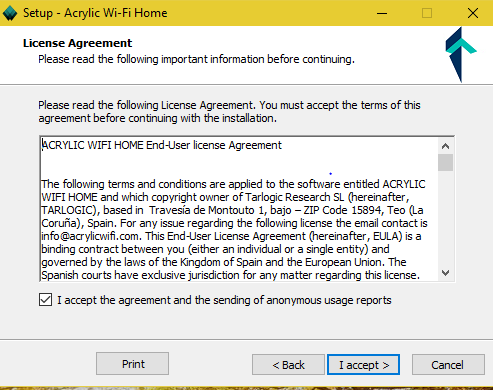 Setup - Acrylic Wi-Fi Home
License Agreement
Please read the following important information before continuing.
Please read the following License Agreement. You must accept the terms of this
agreement before continuing with the installation.
ACRYLIC WIFI HOME End-User license Agreement
The following terms and conditions are applied to the software entitled ACRYLIC
WIFI HOME and which copyright owner of Tarlogic Research SL (hereinafter,
TARLOGIC), based in  Travesía de Montouto 1, bajo – ZIP Code 15894, Teo (La
Coruña), Spain. For any issue regarding the following license the email contact is
info@acrylicwifi.com. This End-User License Agreement (hereinafter, EULA) is a
binding contract between you (either an individual or a single entity) and
governed by the laws of the Kingdom of Spain and the European Union. The
Spanish courts have exclusive jurisdiction for any matter regarding this license.
I accept the agreement and the sending of anonymous usage reports
Print
< Back
I accept >
Cancel